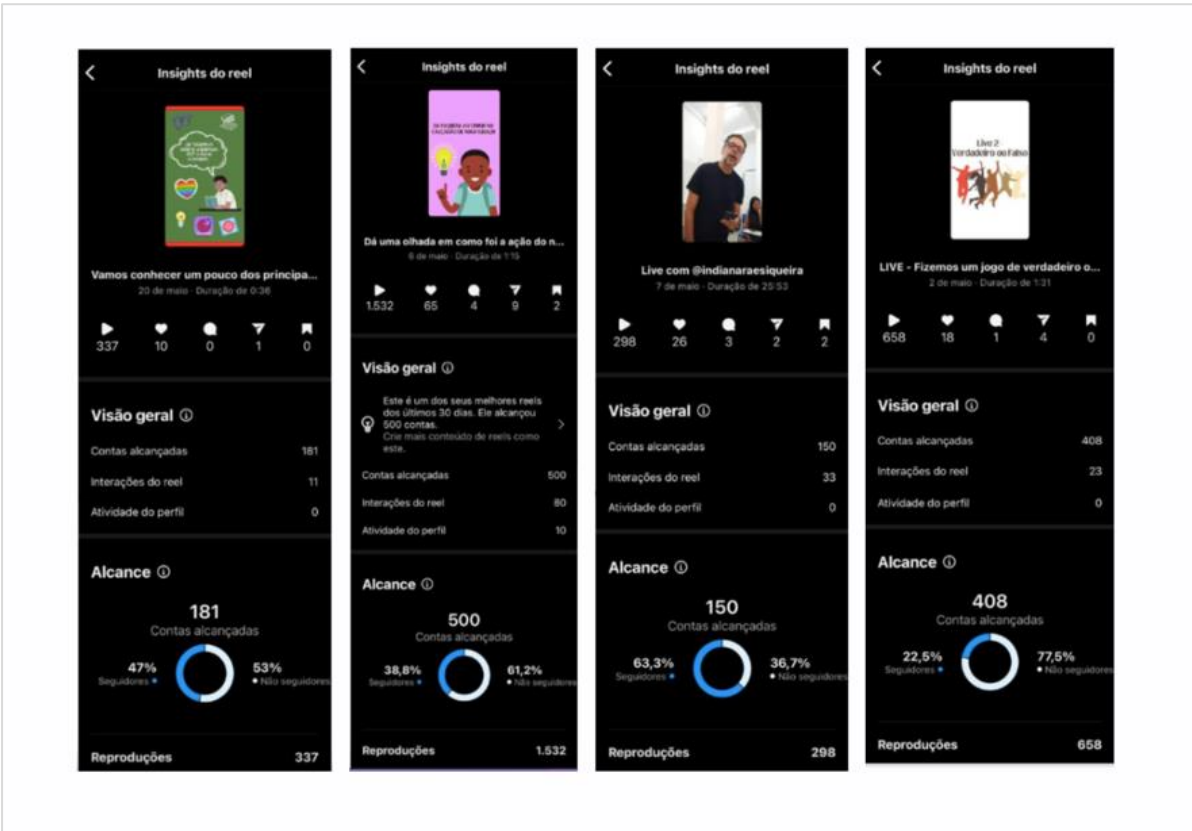 Insights do reel
Vamos conhecer um pouco dos principa...
20 de maio · Duração de 0:36
337 10 0 1 0
Visão geral
Contas alcançadas 181
Interações do reel 11
Atividade do perfil 0
Alcance
181
Contas alcançadas
47% 53%
Seguidores Não seguidores
Reproduções 337
Insights do reel
Dá uma olhada em como foi a ação do n...
6 de maio · Duração de 1:15
1.532 65 4 9 2
Visão geral
Este é um dos seus melhores reels
dos últimos 30 dias. Ele alcançou
500 contas.
Crie mais conteúdo de reels como
este.
Contas alcançadas 500
Interações do reel 80
Atividade do perfil 10
Alcance
500
Contas alcançadas
38,8% 61,2%
Seguidores Não seguidores
Reproduções 1.532
Insights do reel
Live com @indianaraesiqueira
7 de maio · Duração de 25:53
298 26 3 2 2
Visão geral
Contas alcançadas 150
Interações do reel 33
Atividade do perfil 0
Alcance
150
Contas alcançadas
63,3% 36,7%
Seguidores Não seguidores
Reproduções 298
Insights do reel
Live 2
Verdadeiro ou Falso
LIVE - Fizemos um jogo de verdadeiro o...
2 de maio · Duração de 1:31
658 18 1 4 0
Visão geral
Contas alcançadas 408
Interações do reel 23
Atividade do perfil 0
Alcance
408
Contas alcançadas
22,5% 77,5%
Seguidores Não seguidores
Reproduções 658